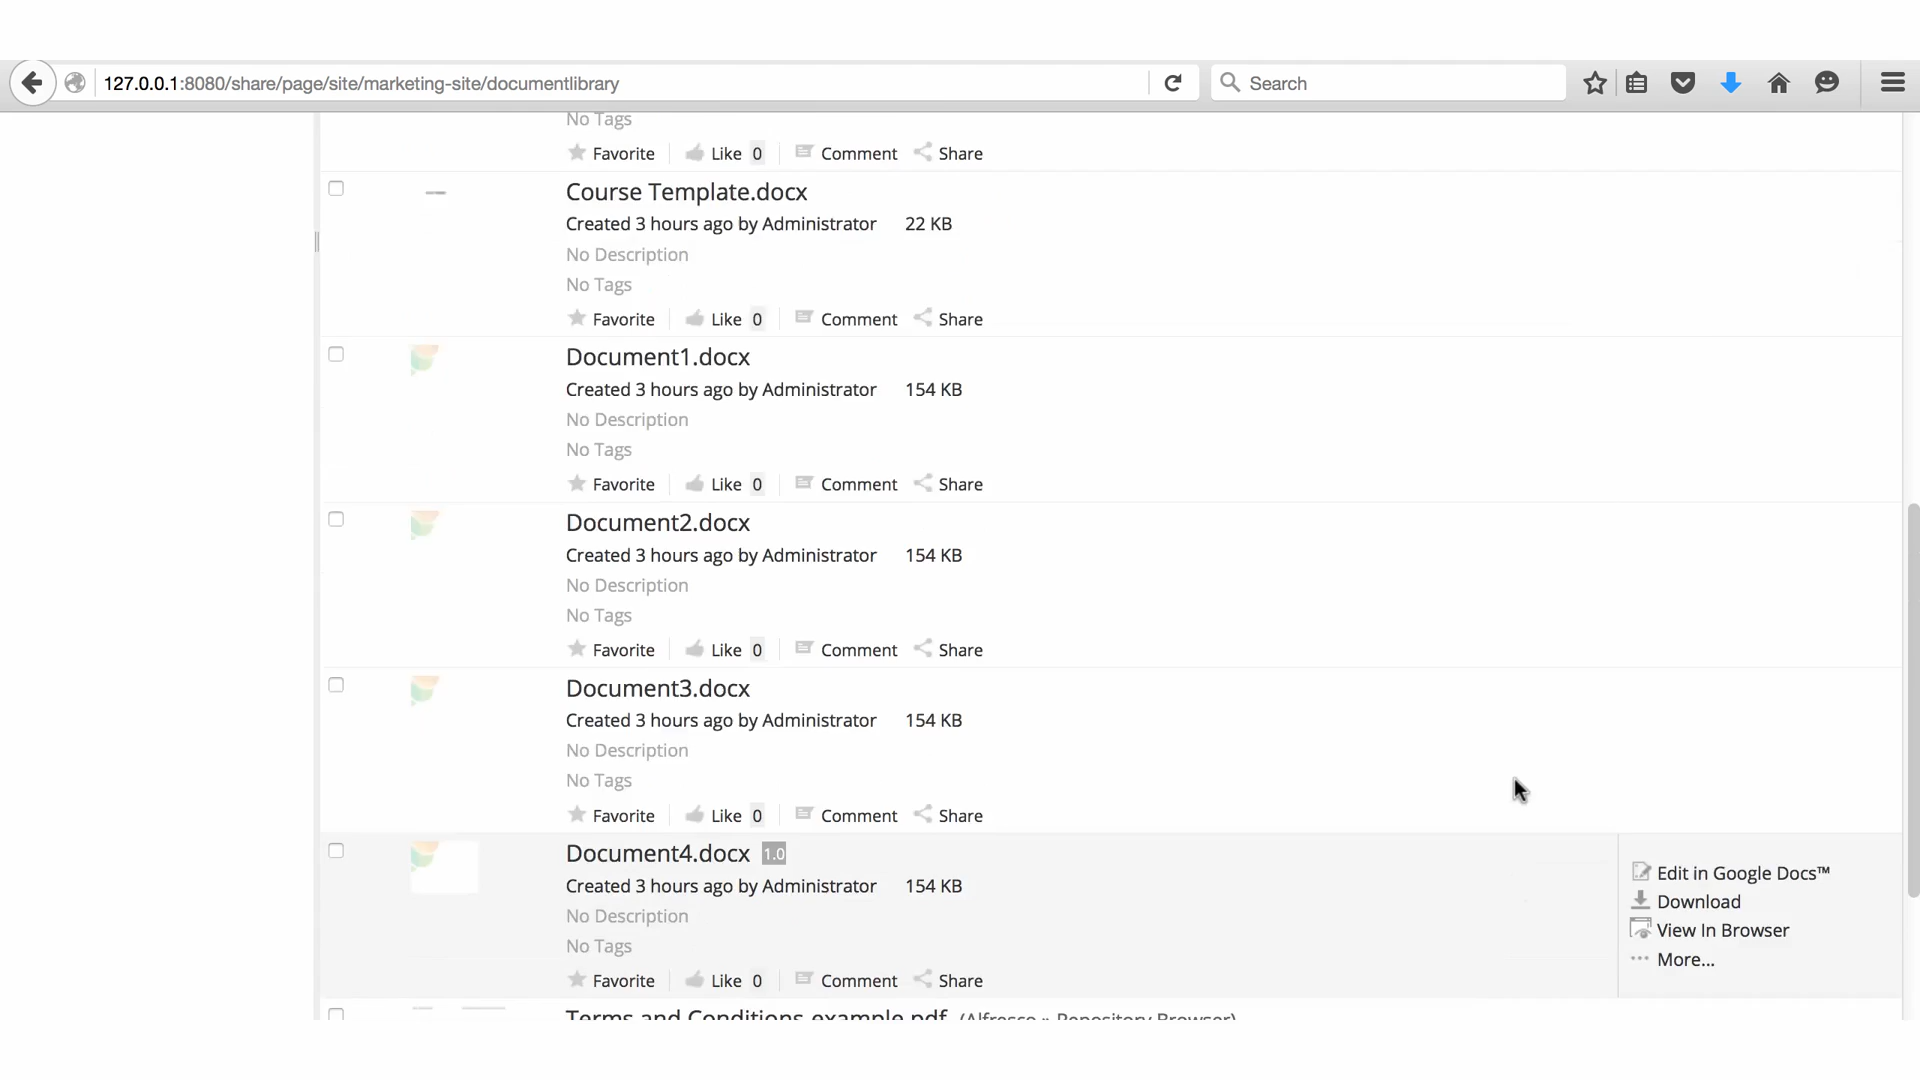 127.0.0.1:8080/share/page/site/marketing-site/documentlibrary
Search
No Tags
Favorite Like 0 Comment Share
Course Template.docx
Created 3 hours ago by Administrator 22 KB
No Description
No Tags
Favorite Like 0 Comment Share
Document1.docx
Created 3 hours ago by Administrator 154 KB
No Description
No Tags
Favorite Like 0 Comment Share
Document2.docx
Created 3 hours ago by Administrator 154 KB
No Description
No Tags
Favorite Like 0 Comment Share
Document3.docx
Created 3 hours ago by Administrator 154 KB
No Description
No Tags
Favorite Like 0 Comment Share
Document4.docx 1.0
Created 3 hours ago by Administrator 154 KB
No Description
No Tags
Favorite Like 0 Comment Share
Edit in Google Docs™
Download
View In Browser
More...
Terms and Conditions example.pdf (Alfresco » Repository Browser)